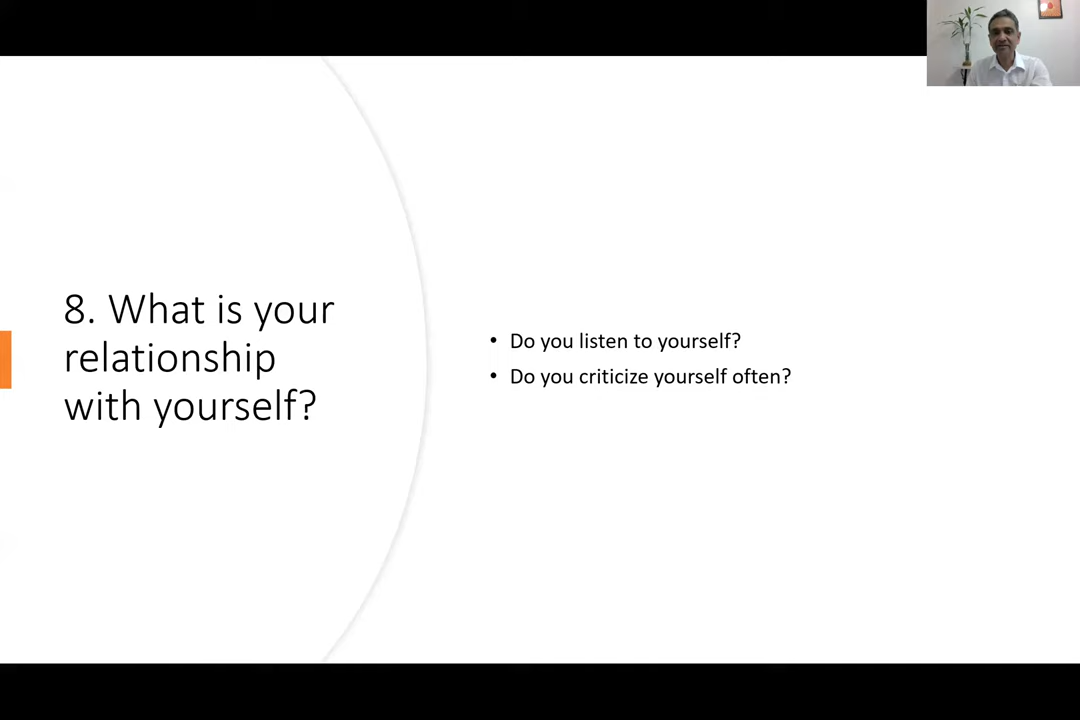 8. What is your
relationship
with yourself?
• Do you listen to yourself?
• Do you criticize yourself often?